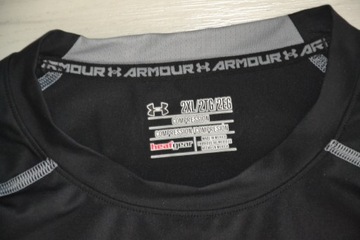 ARMOUR ARMOUR ARMOUR
2XL/2TG/2EG
COMPRESSION
COMPRESSION COMPRESIÓN
heatgear